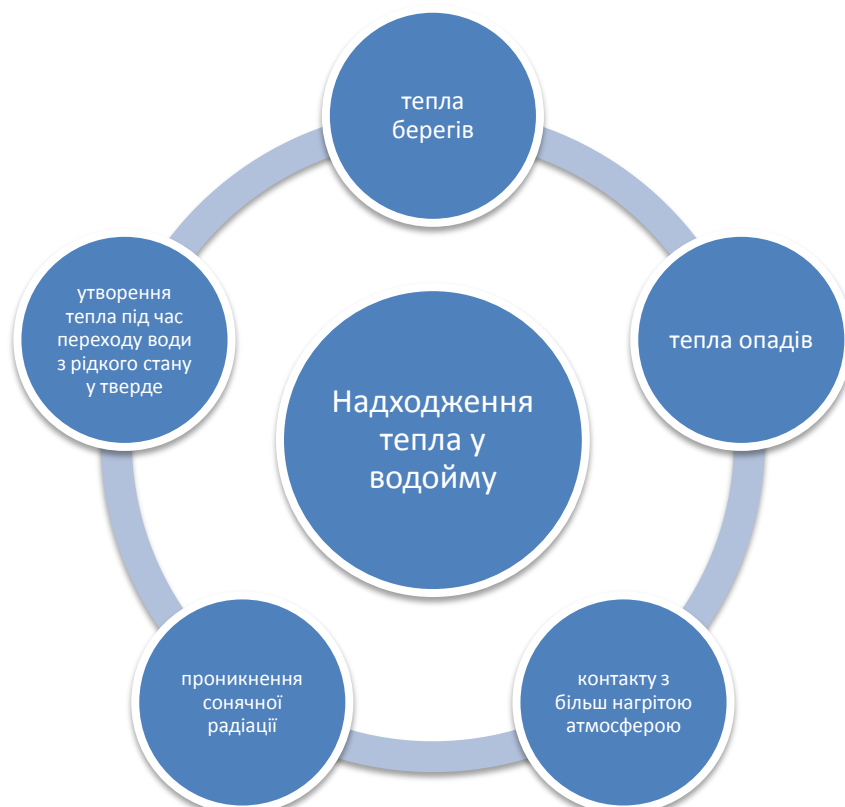 тепла
берегів
утворення
тепла під час
переходу води
з рідкого стану
у тверде
тепла опадів
Надходження
тепла у
водойму
проникнення
сонячної
радіації
контакту з
більш нагрітою
атмосферою